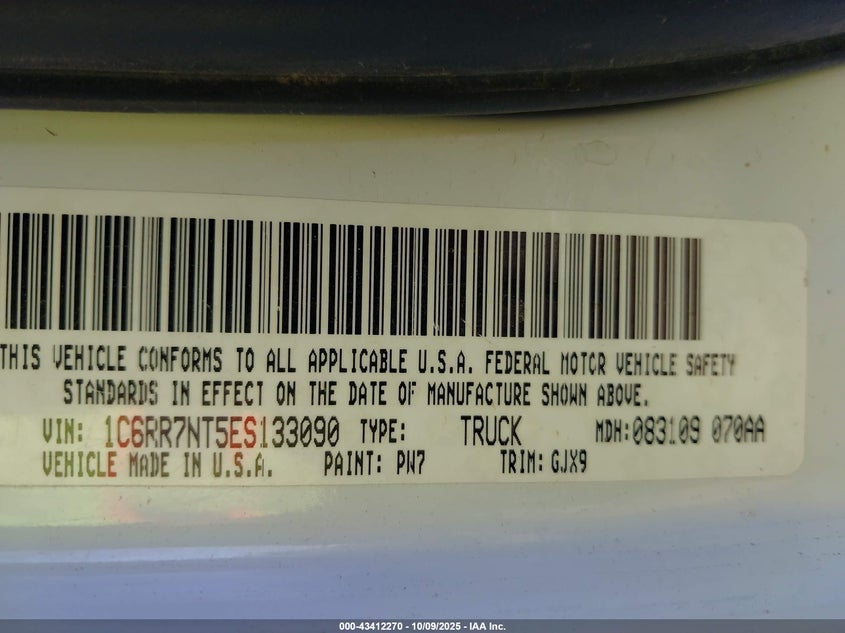 THIS VEHICLE CONFORMS TO ALL APPLICABLE U.S.A. FEDERAL MOTOR VEHICLE SAFETY
STANDARDS IN EFFECT ON THE DATE OF MANUFACTURE SHOWN ABOVE.
VIN: 1C6RR7NT5ES133090 TYPE: TRUCK MDH:083109 070AA
VEHICLE MADE IN U.S.A. PAINT: PW7 TRIM: GJX9
000-43412270 - 10/09/2025 - IAA Inc.